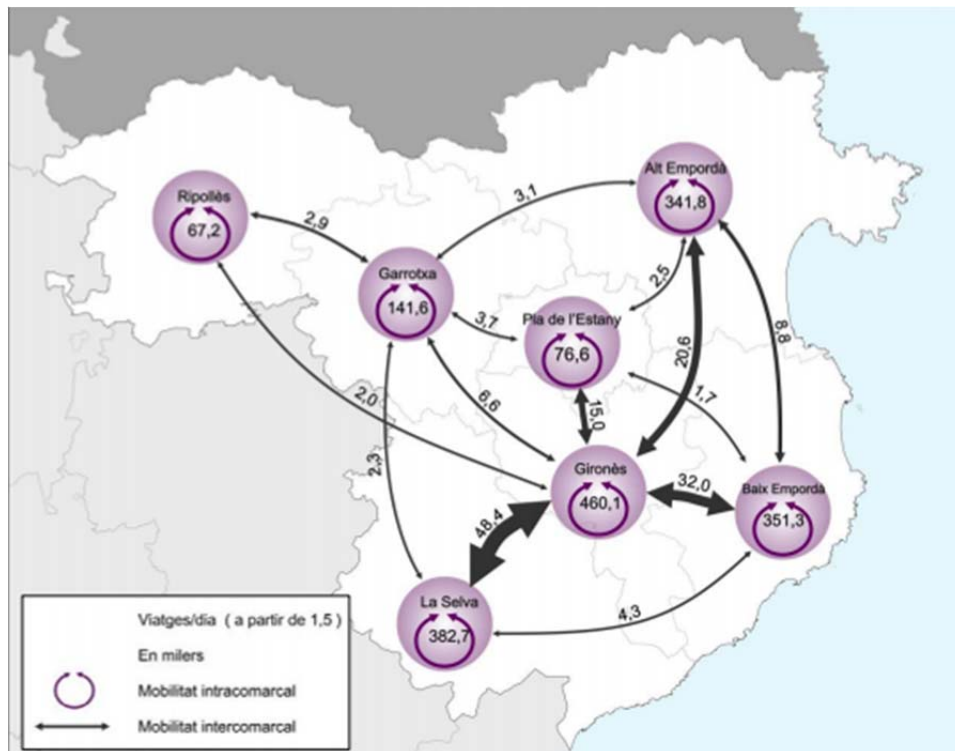 Alt Empordà
341,8
3,1
Ripollès
67,2
2,9
Garrotxa
141,6
2,5
3,7
Pla de l'Estany
76,6
20,6
8,8
2,0
6,6
15,0
1,7
2,3
Gironès
460,1
32,0
Baix Empordà
351,3
48,4
La Selva
382,7
4,3
Viatges/dia ( a partir de 1,5 )
En milers
Mobilitat intracomarcal
Mobilitat intercomarcal